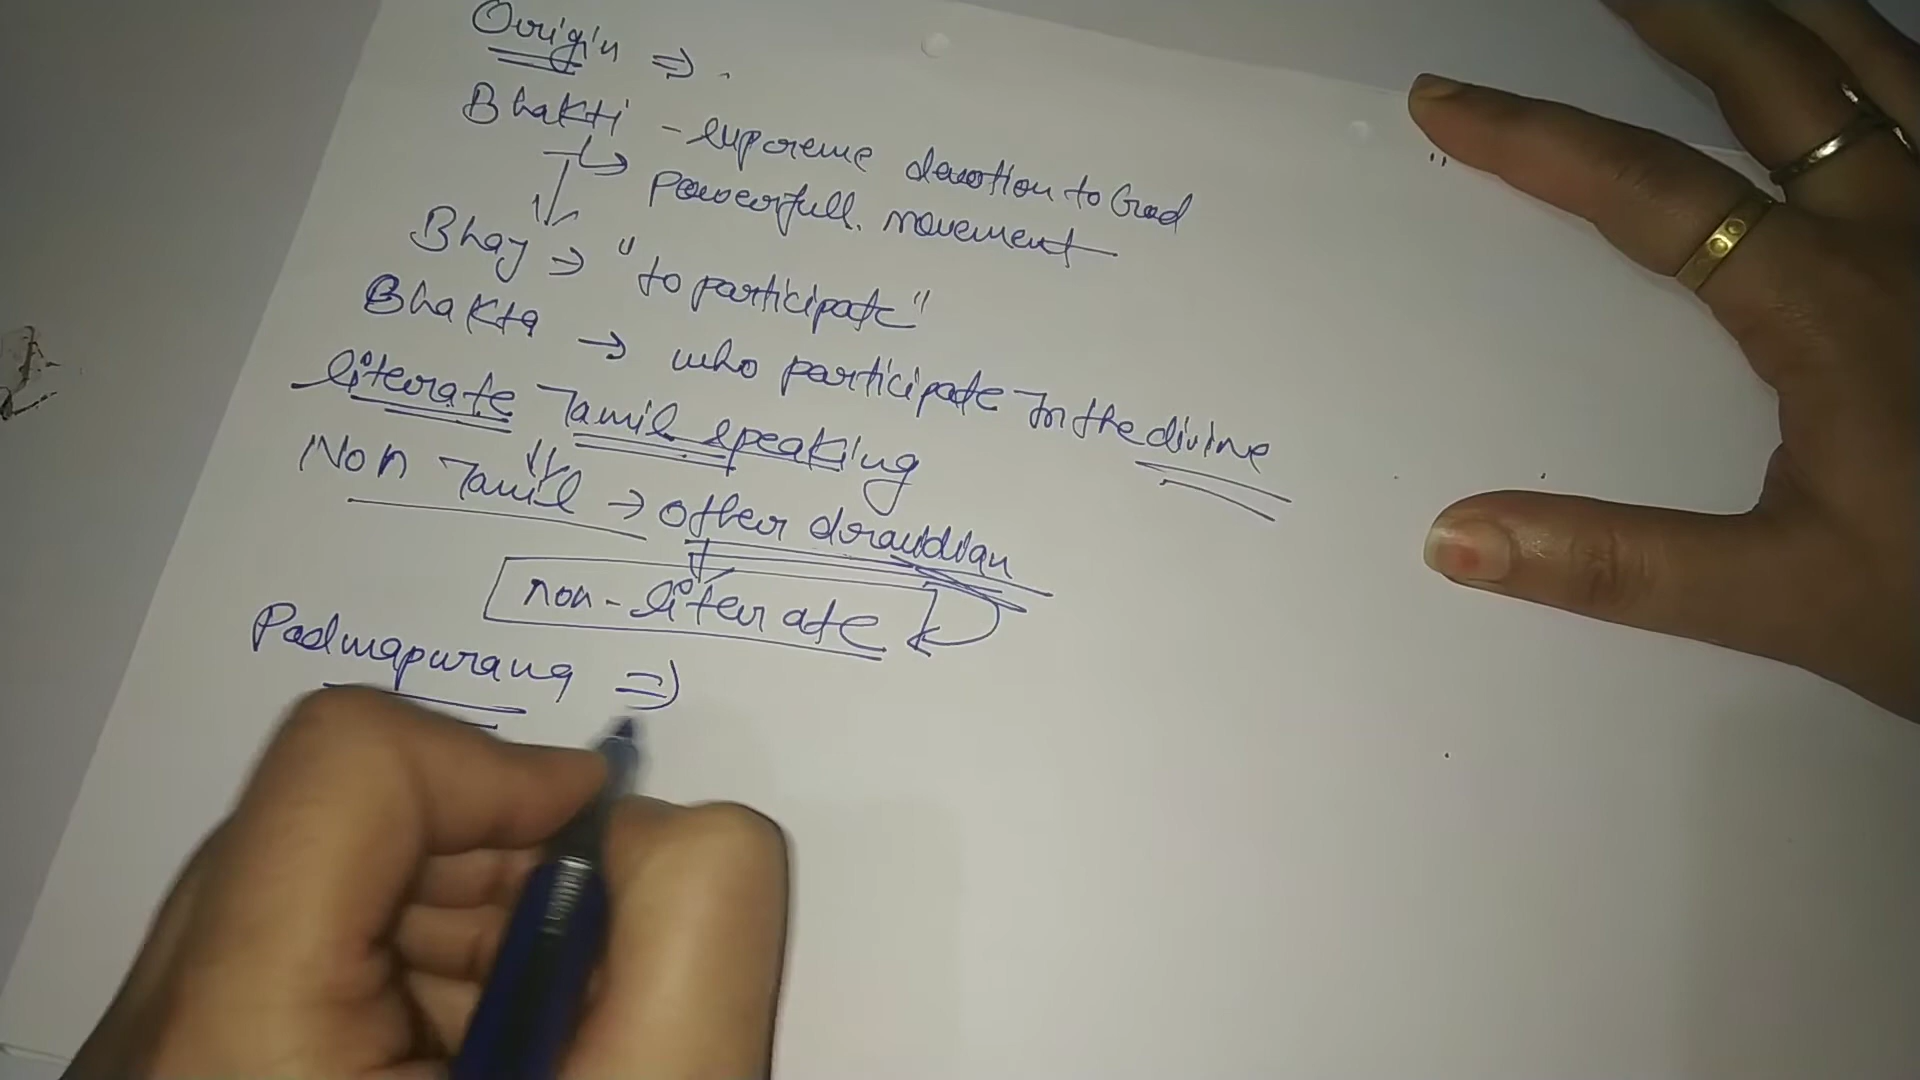 Origin ⇒ .
Bhakti - supreme devotion to God
↳ Powerfull. movement
Bhaj ⇒ "to participate"
Bhakta → who participate in the divine
literate Tamil speaking
Non Tamil → other dravidian
non-literate
Padmapurana ⇒